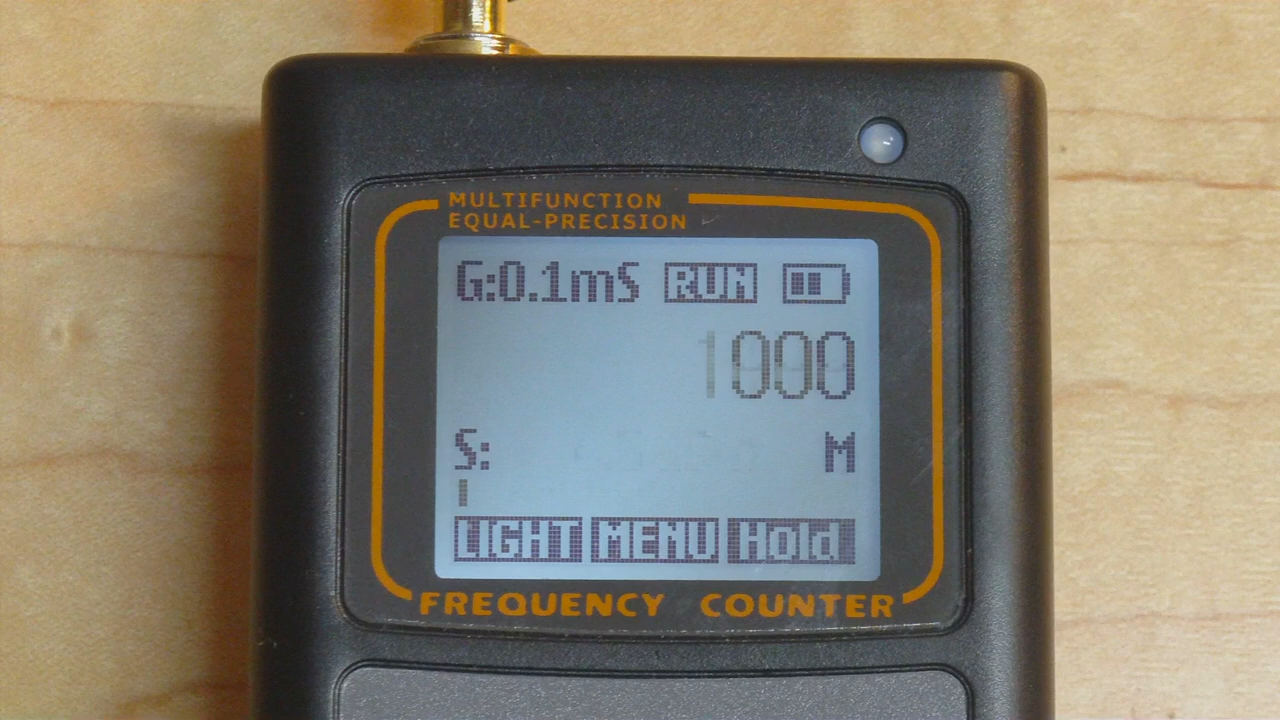 MULTIFUNCTION
EQUAL-PRECISION
G:0.1mS RUN
1000
S: M
LIGHT MENU Hold
FREQUENCY COUNTER